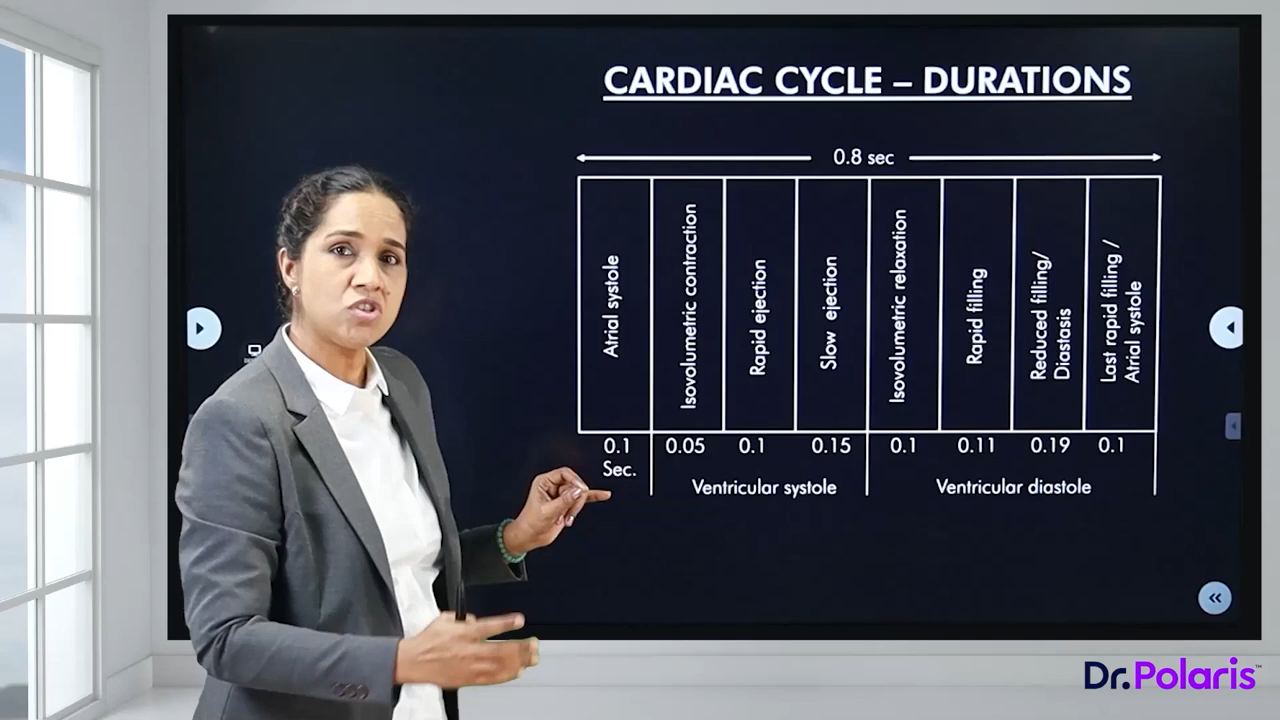 CARDIAC CYCLE – DURATIONS
0.8 sec
Atrial systole
Isovolumetric contraction
Rapid ejection
Slow ejection
Isovolumetric relaxation
Rapid filling
Reduced filling/
Diastasis
Last rapid filling /
Atrial systole
0.1 0.05 0.1 0.15 0.1 0.11 0.19 0.1
Sec.
Ventricular systole Ventricular diastole
Dr.Polaris™